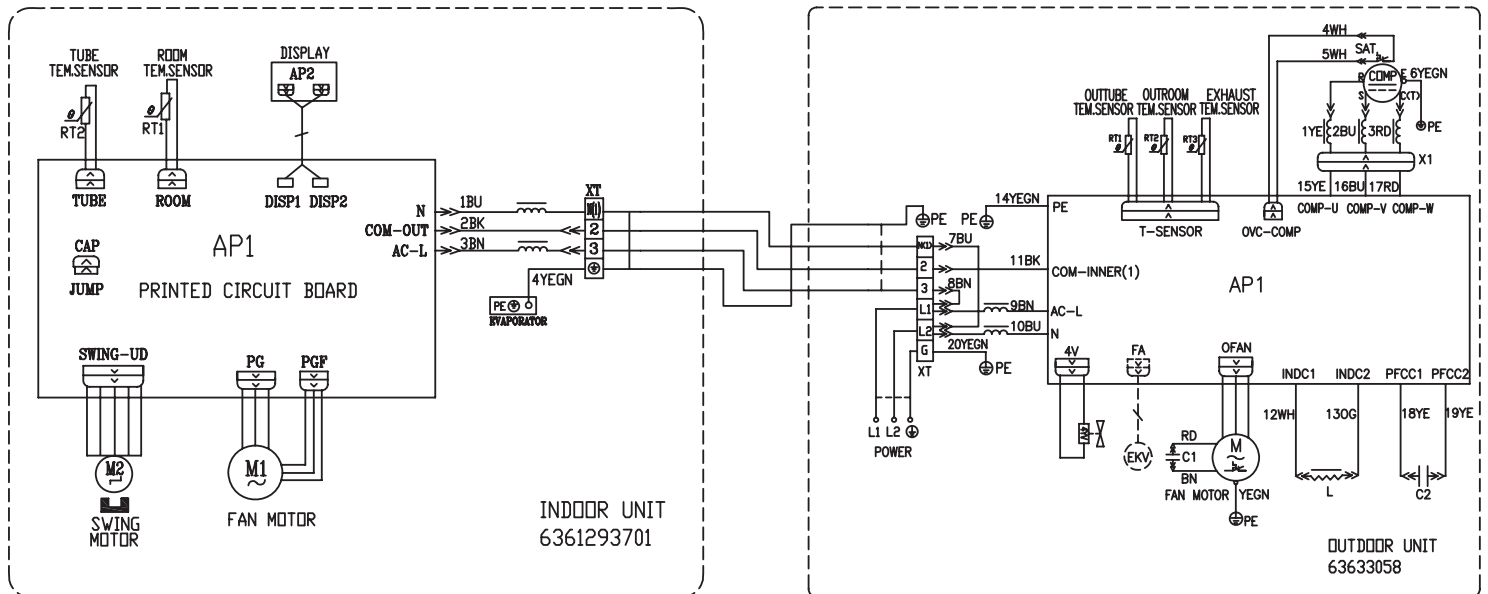 TUBE
TEM.SENSOR
ROOM
TEM.SENSOR
DISPLAY
AP2
θ
RT2
θ
RT1
TUBE
ROOM
DISP1 DISP2
AP1
PRINTED CIRCUIT BOARD
CAP
JUMP
N
COM-OUT
AC-L
1BU
2BK
3BN
XT
N(1)
2
3
4YEGN
PE
EVAPORATOR
SWING-UD
PG
PGF
M2
SWING
MOTOR
M1
~
FAN MOTOR
INDOOR UNIT
6361293701
4WH
5WH
SAT
COMP
R
S
C(T)
6YEGN
PE
1YE
2BU
3RD
X1
15YE
16BU
17RD
COMP-U
COMP-V
COMP-W
OUTTUBE
TEM.SENSOR
OUTROOM
TEM.SENSOR
EXHAUST
TEM.SENSOR
RT1
θ
RT2
θ
RT3
θ
T-SENSOR
OVC-COMP
14YEGN
PE
PE
PE
N(1)
2
3
L1
L2
G
XT
7BU
8BN
11BK
COM-INNER(1)
9BN
AC-L
10BU
N
20YEGN
PE
L1 L2
POWER
AP1
4V
FA
OFAN
INDC1
INDC2
PFCC1
PFCC2
4V
EKV
RD
C1
BN
M
~
FAN MOTOR
YEGN
PE
12WH
13OG
L
18YE
19YE
C2
OUTDOOR UNIT
63633058